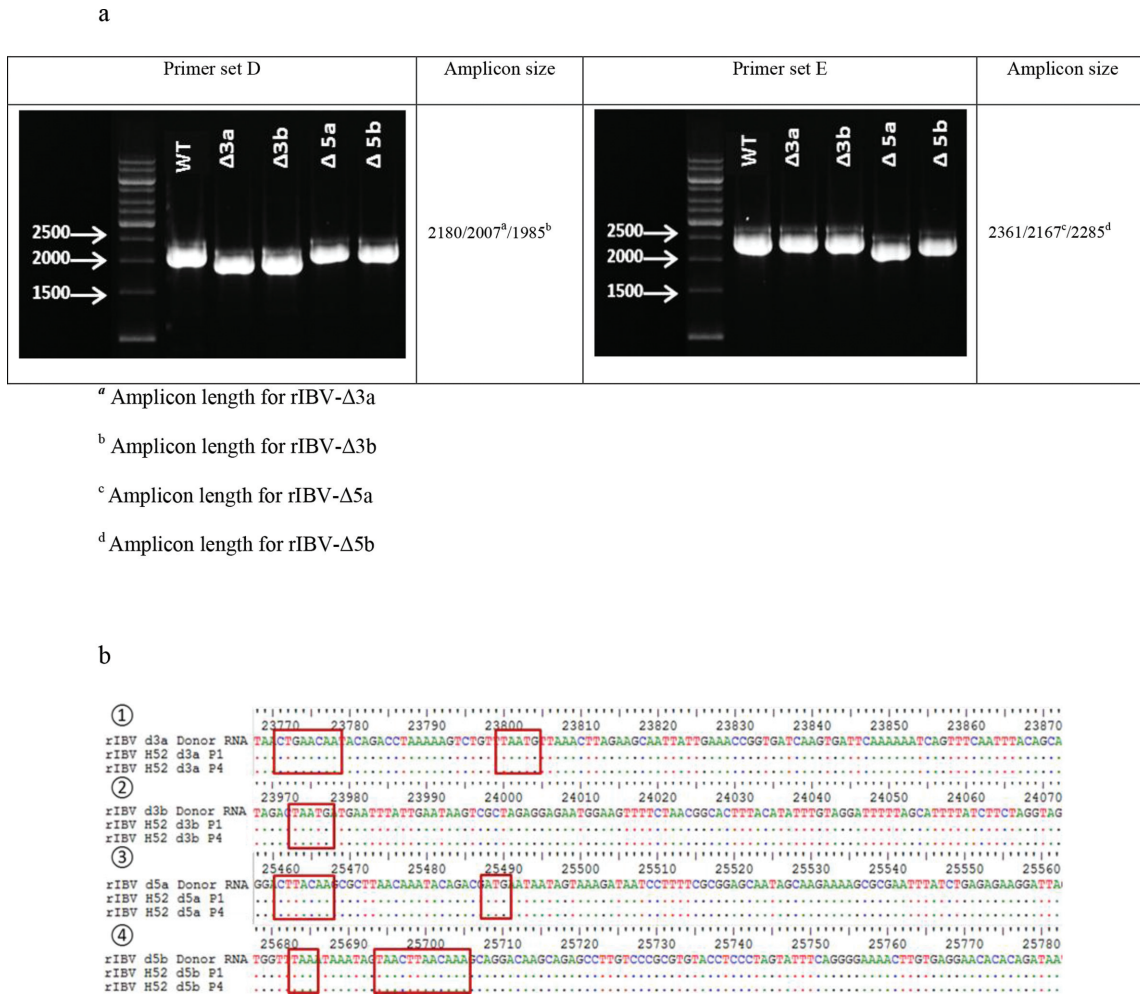 a
Primer set D Amplicon size Primer set E Amplicon size
WT Δ3a Δ3b Δ 5a Δ 5b
2500
2000
1500
2180/2007a/1985b
WT Δ3a Δ3b Δ 5a Δ 5b
2500
2000
1500
2361/2167c/2285d
a Amplicon length for rIBV-Δ3a
b Amplicon length for rIBV-Δ3b
c Amplicon length for rIBV-Δ5a
d Amplicon length for rIBV-Δ5b
b
①
23770 23780 23790 23800 23810 23820 23830 23840 23850 23860 23870
rIBV d3a Donor RNA TAACTGAACAATACAGACCTAAAAAGTCTGTTTAATGTTAAACTTAGAAGCAATTATTGAAACCGGTGATCAAGTGATTCAAAAAATCAGTTTCAATTTACAGCA
rIBV H52 d3a P1
rIBV H52 d3a P4
②
23970 23980 23990 24000 24010 24020 24030 24040 24050 24060 24070
rIBV d3b Donor RNA TAGACTAATGATGAATTTATTGAATAAGTCGCTAGAGGAGAATGGAAGTTTTCTAACGGCACTTTACATATTTGTAGGATTTTTAGCATTTTATCTTCTAGGTAG
rIBV H52 d3b P1
rIBV H52 d3b P4
③
25460 25470 25480 25490 25500 25510 25520 25530 25540 25550 25560
rIBV d5a Donor RNA GGACTTACAAGCGCTTAACAAATACAGACGATGAATAATAGTAAAGATAATCCTTTTCGCGGAGCAATAGCAAGAAAAGCGCGAATTTATCTGAGAGAAGGATTA
rIBV H52 d5a P1
rIBV H52 d5a P4
④
25680 25690 25700 25710 25720 25730 25740 25750 25760 25770 25780
rIBV d5b Donor RNA TGGTTTAAATAAATAGTAACTTAACAAAGCAGGACAAGCAGAGCCTTGTCCCGCGTGTACCTCCCTAGTATTTCAGGGGAAAACTTGTGAGGAACACACAGATAA
rIBV H52 d5b P1
rIBV H52 d5b P4